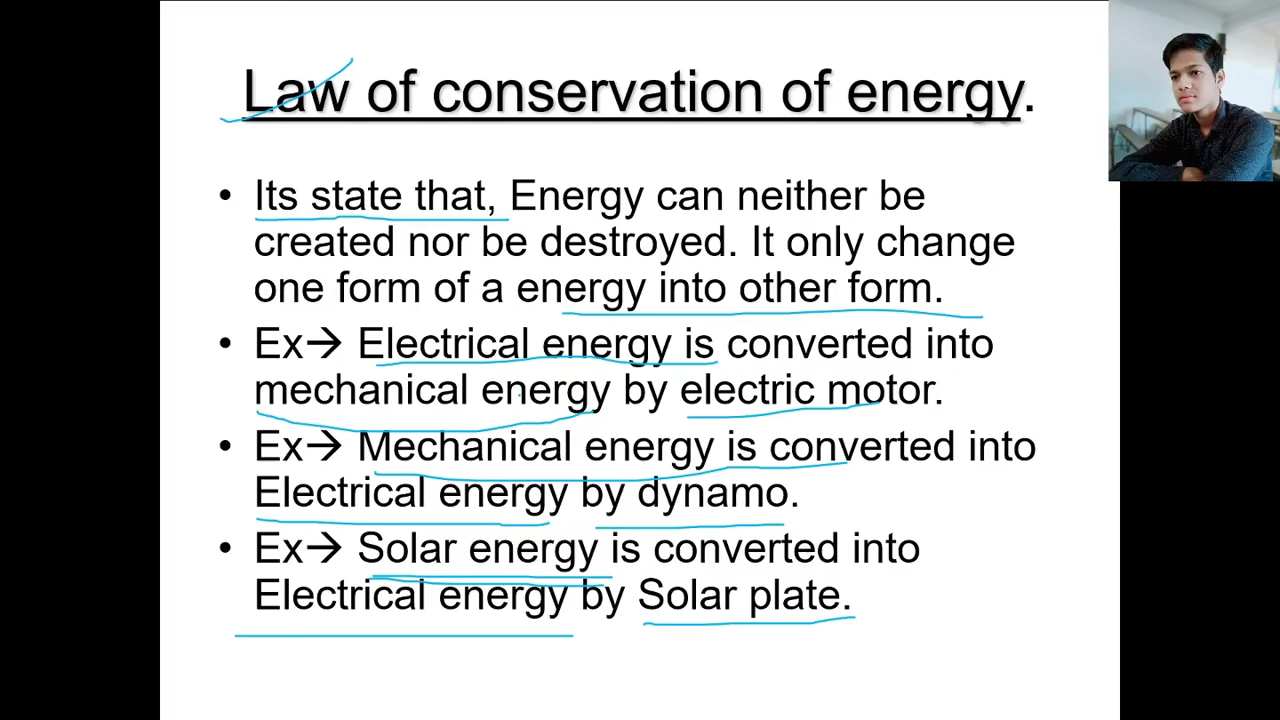 Law of conservation of energy.
• Its state that, Energy can neither be
created nor be destroyed. It only change
one form of a energy into other form.
• Ex→ Electrical energy is converted into
mechanical energy by electric motor.
• Ex→ Mechanical energy is converted into
Electrical energy by dynamo.
• Ex→ Solar energy is converted into
Electrical energy by Solar plate.